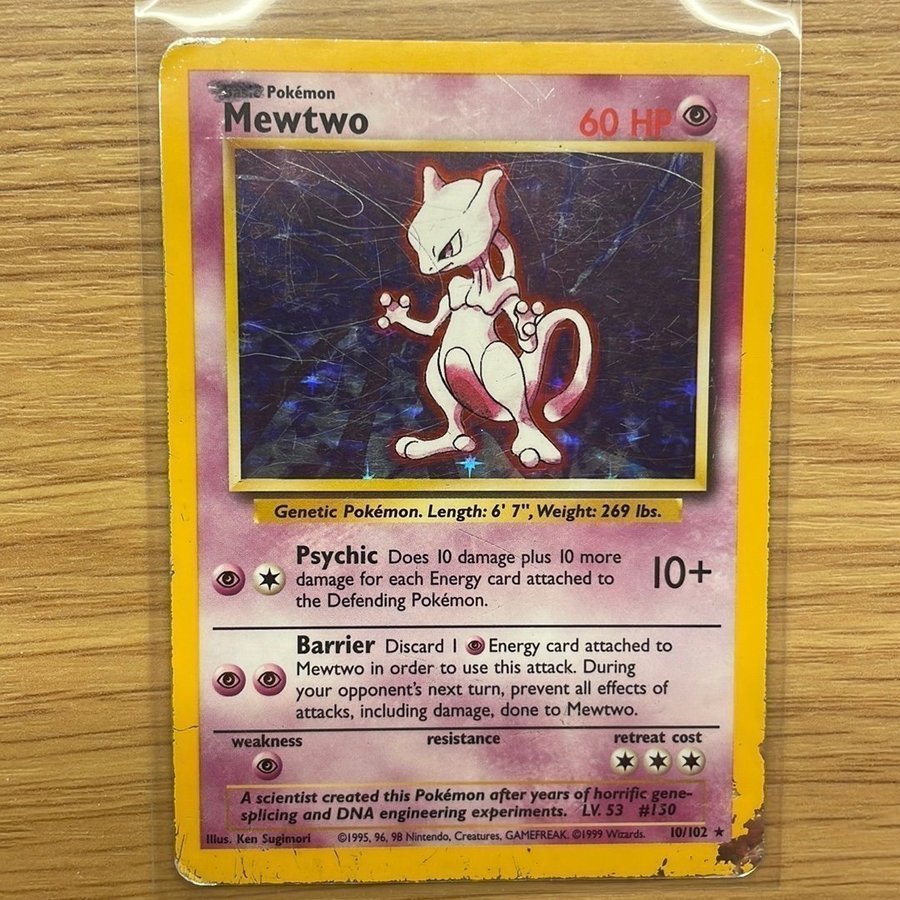 Pokémon
Mewtwo
60 HP
Genetic Pokémon. Length: 6' 7", Weight: 269 lbs.
Psychic Does 10 damage plus 10 more
damage for each Energy card attached to
the Defending Pokémon.
10+
Barrier Discard 1 Energy card attached to
Mewtwo in order to use this attack. During
your opponent's next turn, prevent all effects of
attacks, including damage, done to Mewtwo.
weakness
resistance
retreat cost
A scientist created this Pokémon after years of horrific gene-
splicing and DNA engineering experiments. LV. 53 #150
Illus. Ken Sugimori ©1995, 96, 98 Nintendo, Creatures, GAMEFREAK. ©1999 Wizards. 10/102